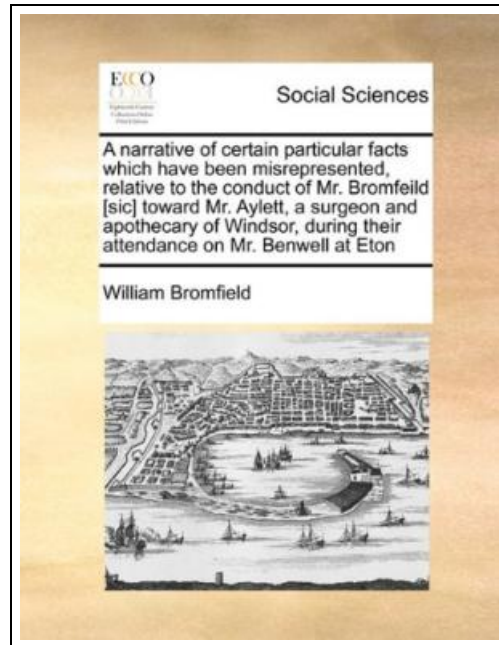 ECCO
Social Sciences
A narrative of certain particular facts
which have been misrepresented,
relative to the conduct of Mr. Bromfeild
[sic] toward Mr. Aylett, a surgeon and
apothecary of Windsor, during their
attendance on Mr. Benwell at Eton
William Bromfield